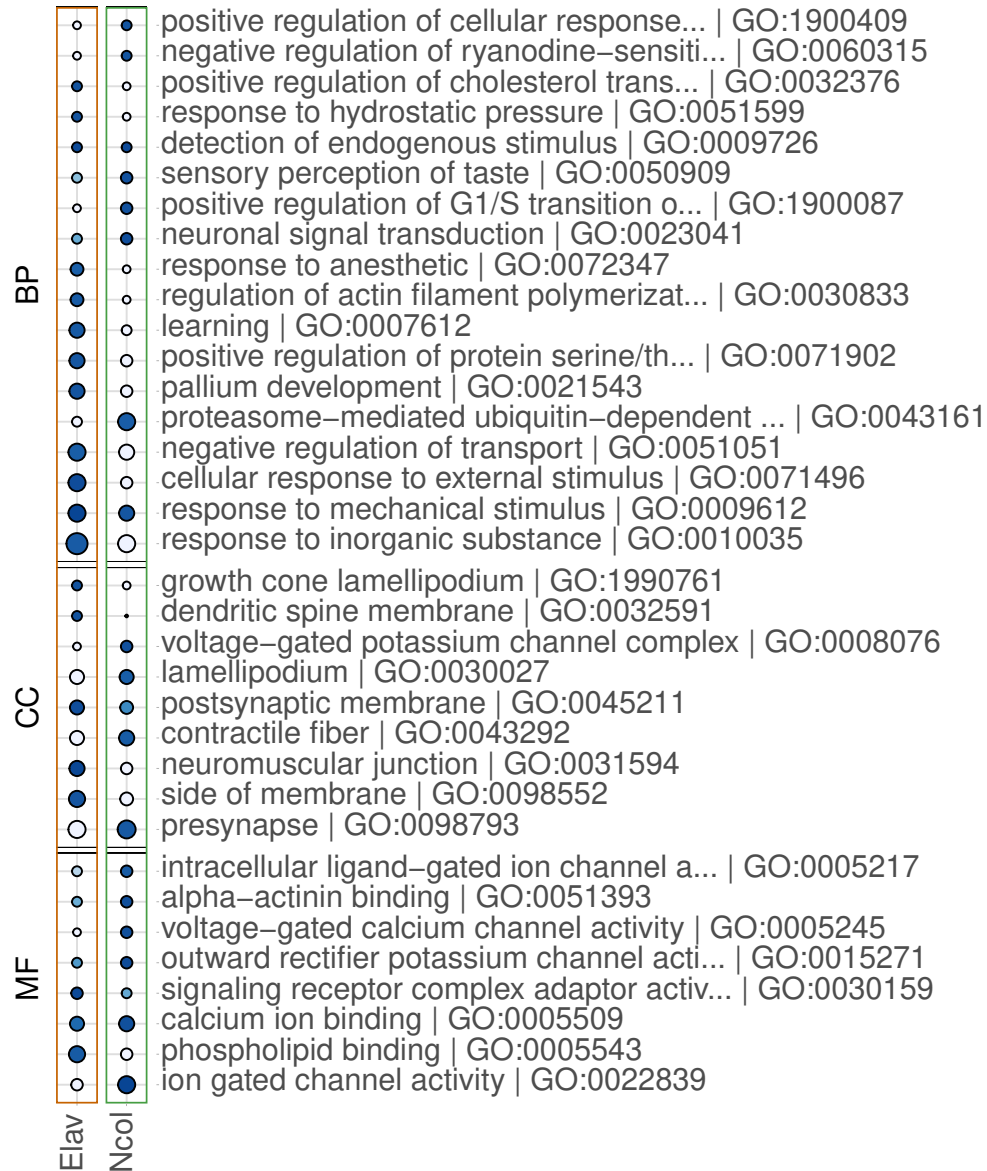 positive regulation of cellular response... | GO:1900409
negative regulation of ryanodine−sensiti... | GO:0060315
positive regulation of cholesterol trans... | GO:0032376
response to hydrostatic pressure | GO:0051599
detection of endogenous stimulus | GO:0009726
sensory perception of taste | GO:0050909
positive regulation of G1/S transition o... | GO:1900087
neuronal signal transduction | GO:0023041
response to anesthetic | GO:0072347
regulation of actin filament polymerizat... | GO:0030833
learning | GO:0007612
positive regulation of protein serine/th... | GO:0071902
pallium development | GO:0021543
proteasome−mediated ubiquitin−dependent ... | GO:0043161
negative regulation of transport | GO:0051051
cellular response to external stimulus | GO:0071496
response to mechanical stimulus | GO:0009612
response to inorganic substance | GO:0010035
BP
growth cone lamellipodium | GO:1990761
dendritic spine membrane | GO:0032591
voltage−gated potassium channel complex | GO:0008076
lamellipodium | GO:0030027
postsynaptic membrane | GO:0045211
contractile fiber | GO:0043292
neuromuscular junction | GO:0031594
side of membrane | GO:0098552
presynapse | GO:0098793
CC
intracellular ligand−gated ion channel a... | GO:0005217
alpha−actinin binding | GO:0051393
voltage−gated calcium channel activity | GO:0005245
outward rectifier potassium channel acti... | GO:0015271
signaling receptor complex adaptor activ... | GO:0030159
calcium ion binding | GO:0005509
phospholipid binding | GO:0005543
ion gated channel activity | GO:0022839
MF
Elav
Ncol